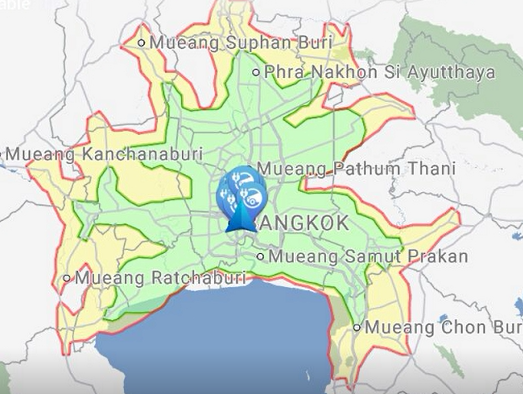 able
Mueang Suphan Buri
Phra Nakhon Si Ayutthaya
Mueang Kanchanaburi
Mueang Pathum Thani
ANGKOK
Mueang Samut Prakan
Mueang Ratchaburi
Mueang Chon Bur